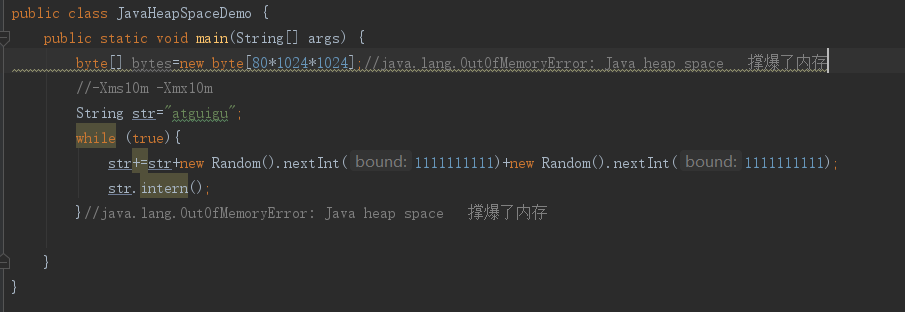 public class JavaHeapSpaceDemo {
public static void main(String[] args) {
byte[] bytes=new byte[80*1024*1024];//java.lang.OutOfMemoryError: Java heap space   撑爆了内存
//-Xms10m -Xmx10m
String str="atguigu";
while (true){
str+=str+new Random().nextInt( bound: 1111111111)+new Random().nextInt( bound: 1111111111);
str.intern();
}//java.lang.OutOfMemoryError: Java heap space   撑爆了内存
}
}